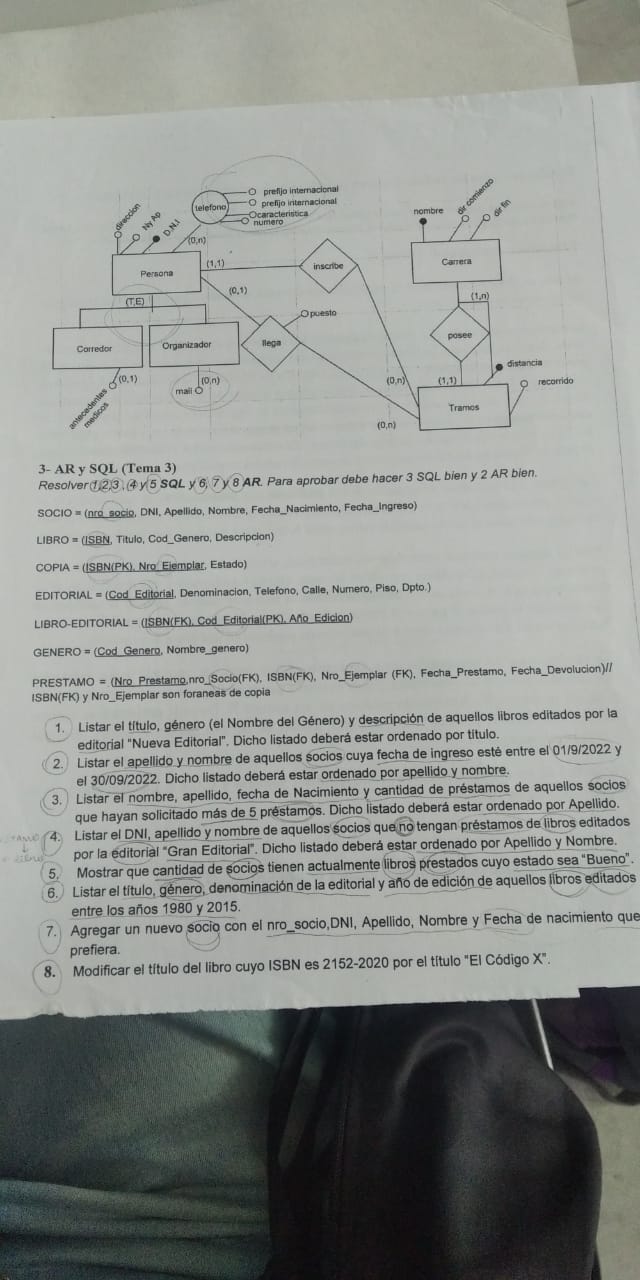 direccion
Ny Ap
D.N.I
telefono
prefijo internacional
prefijo internacional
caracteristica
numero
(0,n)
Persona
(1,1)
inscribe
nombre
dir comienzo
dir fin
Carrera
(T,E)
(0,1)
puesto
(1,n)
Corredor
Organizador
llega
posee
antecedentes
medicos
(0,1)
mail
(0,n)
(0,n)
(1,1)
distancia
recorrido
Tramos
(0,n)
3- AR y SQL (Tema 3)
Resolver 1,2,3 ,4 y 5 SQL y 6, 7 y 8 AR. Para aprobar debe hacer 3 SQL bien y 2 AR bien.
SOCIO = (nro_socio, DNI, Apellido, Nombre, Fecha_Nacimiento, Fecha_Ingreso)
LIBRO = (ISBN, Titulo, Cod_Genero, Descripcion)
COPIA = (ISBN(PK), Nro_Ejemplar, Estado)
EDITORIAL = (Cod_Editorial, Denominacion, Telefono, Calle, Numero, Piso, Dpto.)
LIBRO-EDITORIAL = (ISBN(FK), Cod_Editorial(PK), Año_Edicion)
GENERO = (Cod_Genero, Nombre_genero)
PRESTAMO = (Nro_Prestamo,nro_Socio(FK), ISBN(FK), Nro_Ejemplar (FK), Fecha_Prestamo, Fecha_Devolucion)//
ISBN(FK) y Nro_Ejemplar son foraneas de copia
1. Listar el título, género (el Nombre del Género) y descripción de aquellos libros editados por la
editorial “Nueva Editorial”. Dicho listado deberá estar ordenado por titulo.
2. Listar el apellido y nombre de aquellos socios cuya fecha de ingreso esté entre el 01/9/2022 y
el 30/09/2022. Dicho listado deberá estar ordenado por apellido y nombre.
3. Listar el nombre, apellido, fecha de Nacimiento y cantidad de préstamos de aquellos socios
que hayan solicitado más de 5 préstamos. Dicho listado deberá estar ordenado por Apellido.
4. Listar el DNI, apellido y nombre de aquellos socios que no tengan préstamos de libros editados
por la editorial “Gran Editorial”. Dicho listado deberá estar ordenado por Apellido y Nombre.
5. Mostrar que cantidad de socios tienen actualmente libros prestados cuyo estado sea “Bueno”.
6. Listar el título, género, denominación de la editorial y año de edición de aquellos libros editados
entre los años 1980 y 2015.
7. Agregar un nuevo socio con el nro_socio,DNI, Apellido, Nombre y Fecha de nacimiento que
prefiera.
8. Modificar el título del libro cuyo ISBN es 2152-2020 por el título “El Código X”.